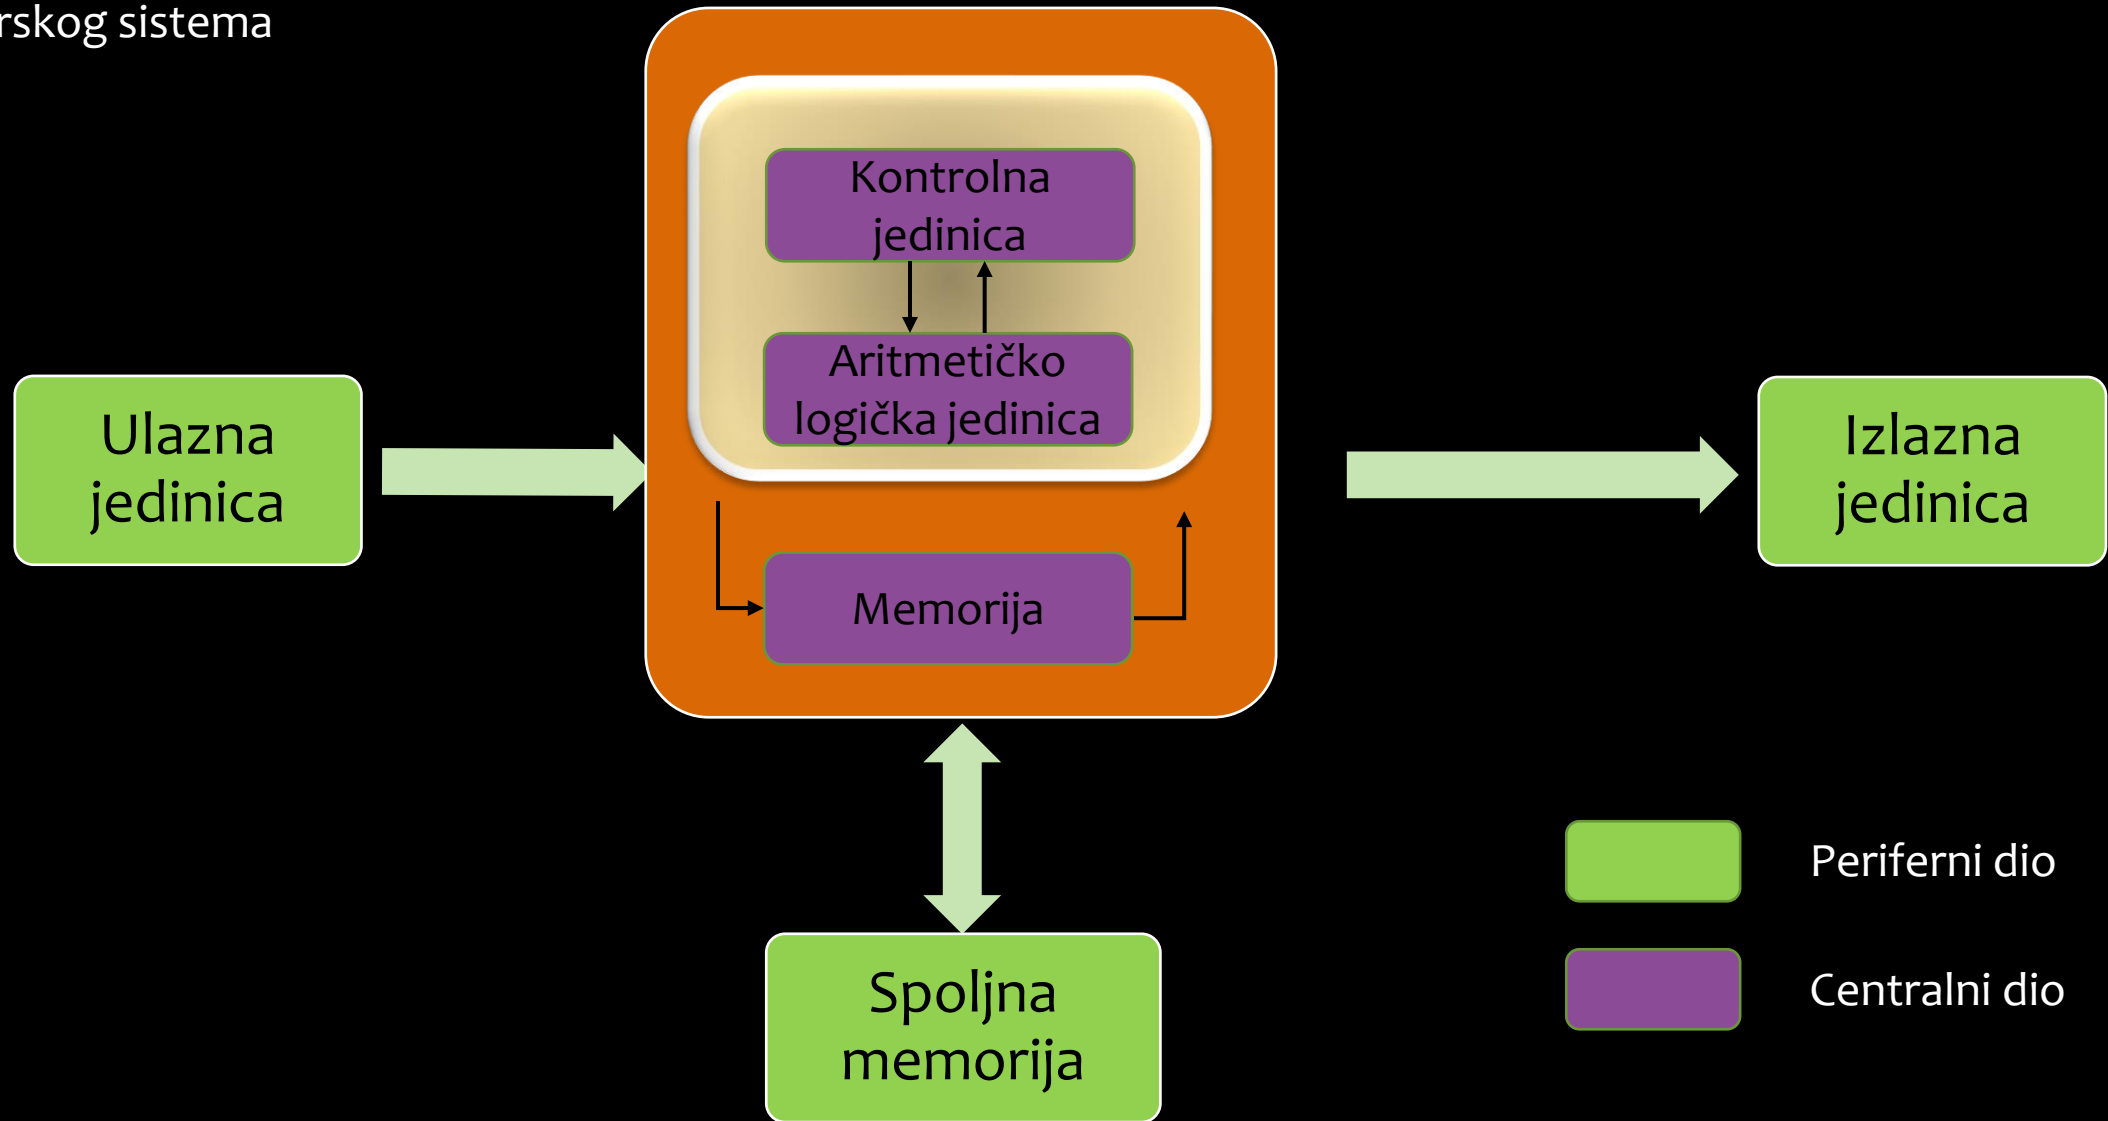 rskog sistema
Kontrolna
jedinica
Aritmetičko
logička jedinica
Ulazna
jedinica
Izlazna
jedinica
Memorija
Periferni dio
Centralni dio
Spoljna
memorija